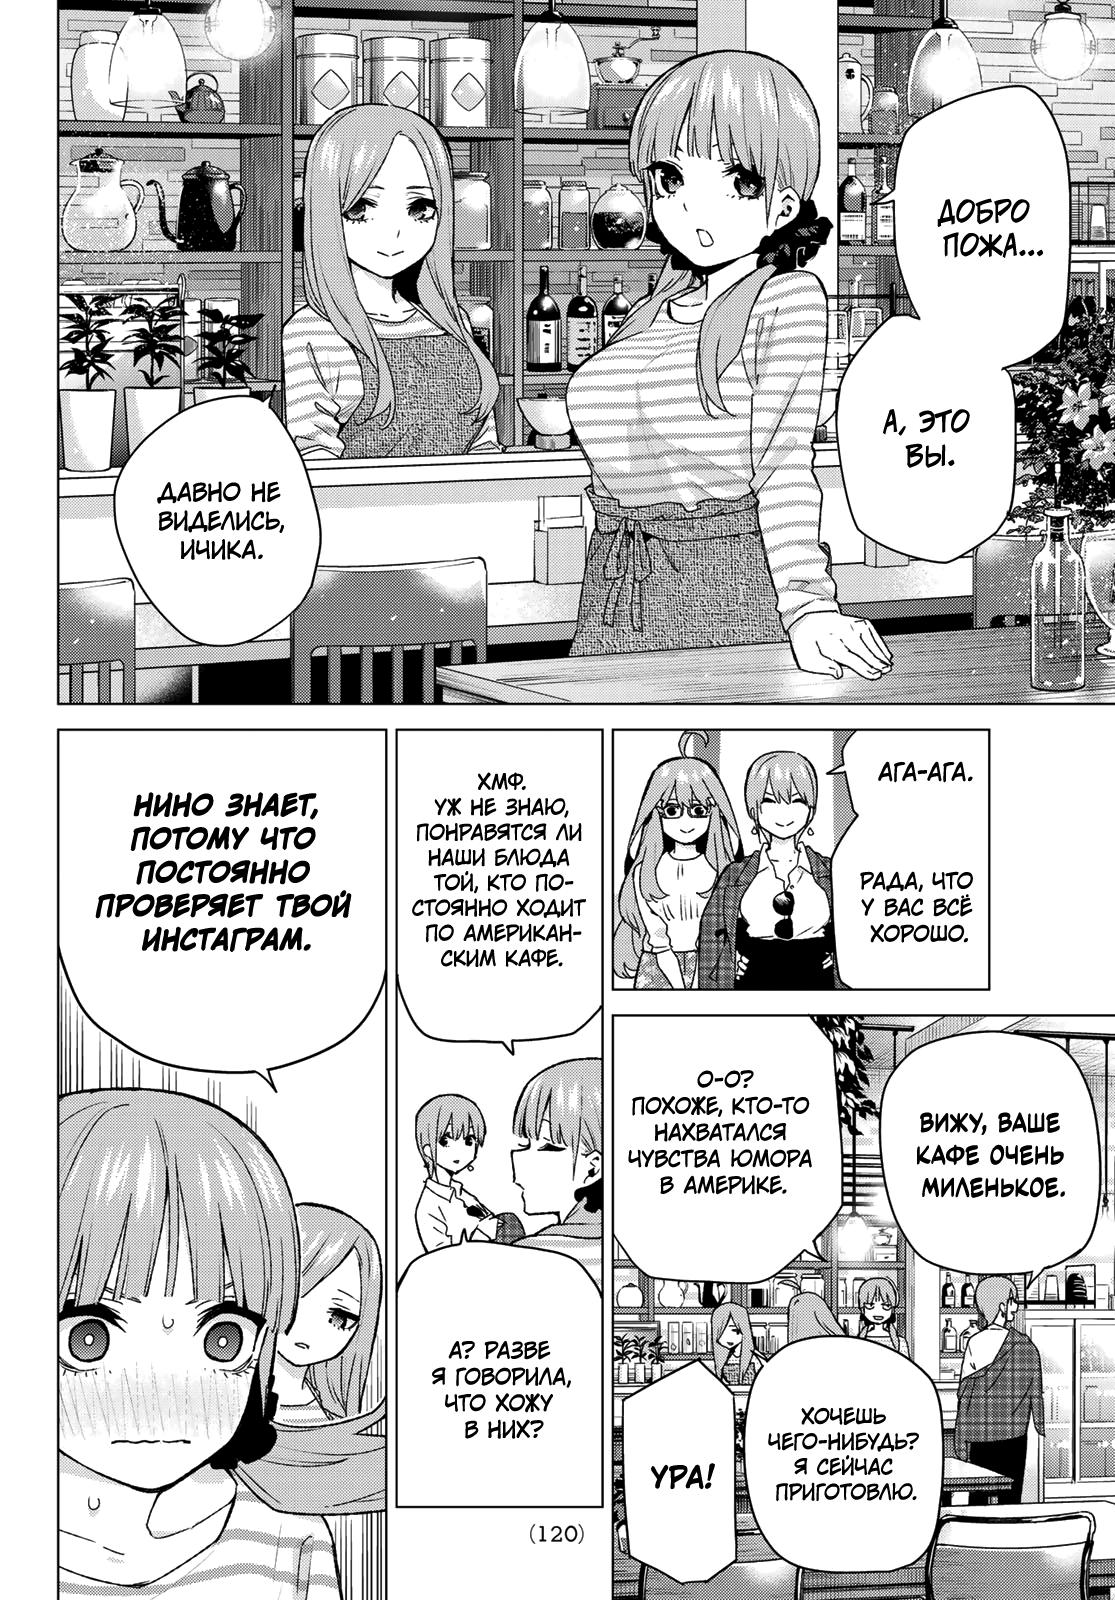 ДОБРО
ПОЖА...
А, ЭТО
ВЫ.
ДАВНО НЕ
ВИДЕЛИСЬ,
ИЧИКА.
АГА-АГА.
РАДА, ЧТО
У ВАС ВСЁ
ХОРОШО.
ВИЖУ, ВАШЕ
КАФЕ ОЧЕНЬ
МИЛЕНЬКОЕ.
О-О?
ПОХОЖЕ, КТО-ТО
НАХВАТАЛСЯ
ЧУВСТВА ЮМОРА
В АМЕРИКЕ.
ХОЧЕШЬ
ЧЕГО-НИБУДЬ?
Я СЕЙЧАС
ПРИГОТОВЛЮ.
УРА!
ХМФ.
УЖ НЕ ЗНАЮ,
ПОНРАВЯТСЯ ЛИ
НАШИ БЛЮДА
ТОЙ, КТО ПО-
СТОЯННО ХОДИТ
ПО АМЕРИКАН-
СКИМ КАФЕ.
А? РАЗВЕ
Я ГОВОРИЛА,
ЧТО ХОЖУ
В НИХ?
НИНО ЗНАЕТ,
ПОТОМУ ЧТО
ПОСТОЯННО
ПРОВЕРЯЕТ ТВОЙ
ИНСТАГРАМ.
(120)